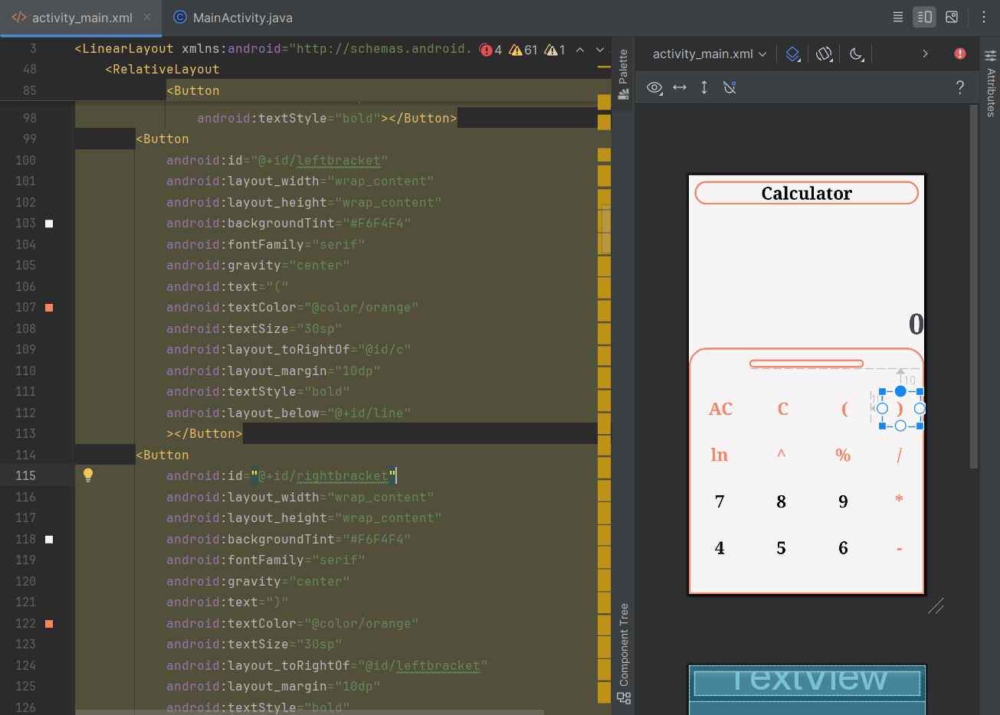 activity_main.xml
MainActivity.java
3 <LinearLayout xmlns:android="http://schemas.android. 4 61 1
48 <RelativeLayout
85 <Button
98 android:textStyle="bold"></Button>
99 <Button
100 android:id="@+id/leftbracket"
101 android:layout_width="wrap_content"
102 android:layout_height="wrap_content"
103 android:backgroundTint="#F6F4F4"
104 android:fontFamily="serif"
105 android:gravity="center"
106 android:text="("
107 android:textColor="@color/orange"
108 android:textSize="30sp"
109 android:layout_toRightOf="@id/c"
110 android:layout_margin="10dp"
111 android:textStyle="bold"
112 android:layout_below="@+id/line"
113 ></Button>
114 <Button
115 android:id="@+id/rightbracket"
116 android:layout_width="wrap_content"
117 android:layout_height="wrap_content"
118 android:backgroundTint="#F6F4F4"
119 android:fontFamily="serif"
120 android:gravity="center"
121 android:text=")"
122 android:textColor="@color/orange"
123 android:textSize="30sp"
124 android:layout_toRightOf="@id/leftbracket"
125 android:layout_margin="10dp"
126 android:textStyle="bold"
Palette
Component Tree
activity_main.xml
?
Attributes
Calculator
0
10
AC C ( )
ln ^ % /
7 8 9 *
4 5 6 -
TextView